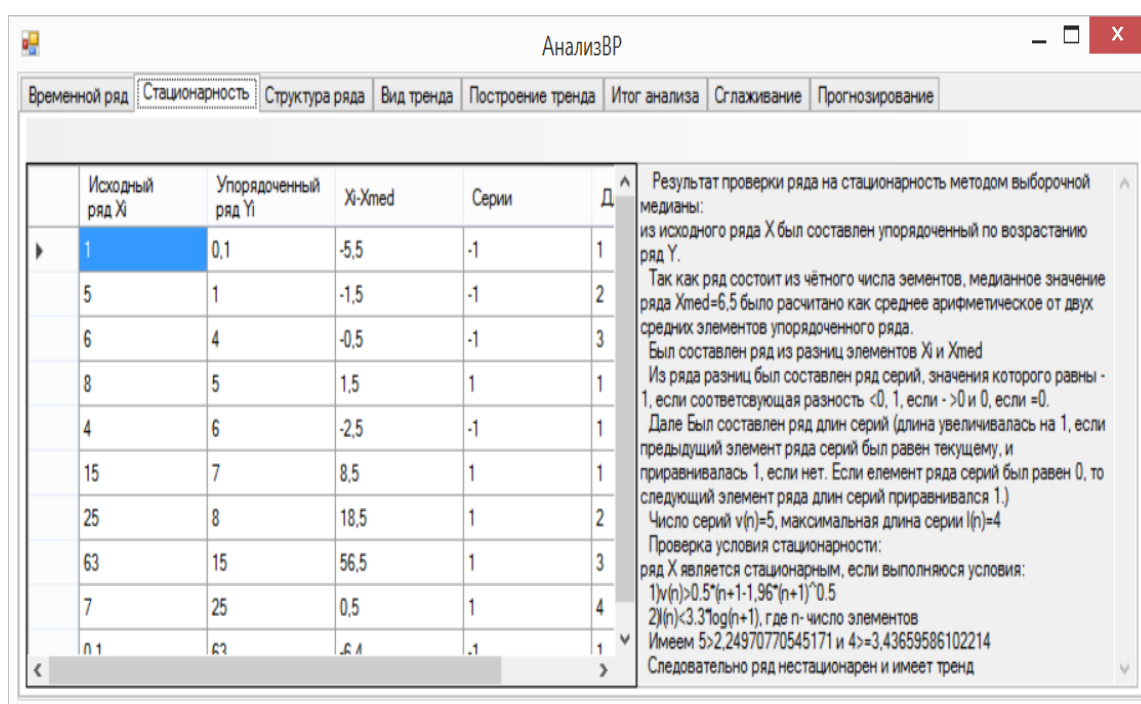 АнализВР
X
Временной ряд Стационарность Структура ряда Вид тренда Построение тренда Итог анализа Сглаживание Прогнозирование
Исходный ряд Xi Упорядоченный ряд Yi Xi-Xmed Серии
1 0,1 -5,5 -1 1
5 1 -1,5 -1 2
6 4 -0,5 -1 3
8 5 1,5 1 1
4 6 -2,5 -1 1
15 7 8,5 1 1
25 8 18,5 1 2
63 15 56,5 1 3
7 25 0,5 1 4
0,1 63 -6,4 -1 1
Результат проверки ряда на стационарность методом выборочной
медианы:
из исходного ряда X был составлен упорядоченный по возрастанию
ряд Y.
Так как ряд состоит из чётного числа зементов, медианное значение
ряда Xmed=6,5 было расчитано как среднее арифметическое от двух
средних элементов упорядоченного ряда.
Был составлен ряд из разниц элементов Xi и Xmed
Из ряда разниц был составлен ряд серий, значения которого равны -
1, если соответсвующая разность <0, 1, если - >0 и 0, если =0.
Дале Был составлен ряд длин серий (длина увеличивалась на 1, если
предыдущий элемент ряда серий был равен текущему, и
приравнивалась 1, если нет. Если елемент ряда серий был равен 0, то
следующий элемент ряда длин серий приравнивался 1.)
Число серий v(n)=5, максимальная длина серии l(n)=4
Проверка условия стационарности:
ряд X является стационарным, если выполняюся условия:
1)v(n)>0.5*(n+1-1,96*(n+1)^0.5
2)l(n)<3.3*log(n+1), где n- число элементов
Имеем 5>2,24970770545171 и 4>=3,43659586102214
Следовательно ряд нестационарен и имеет тренд